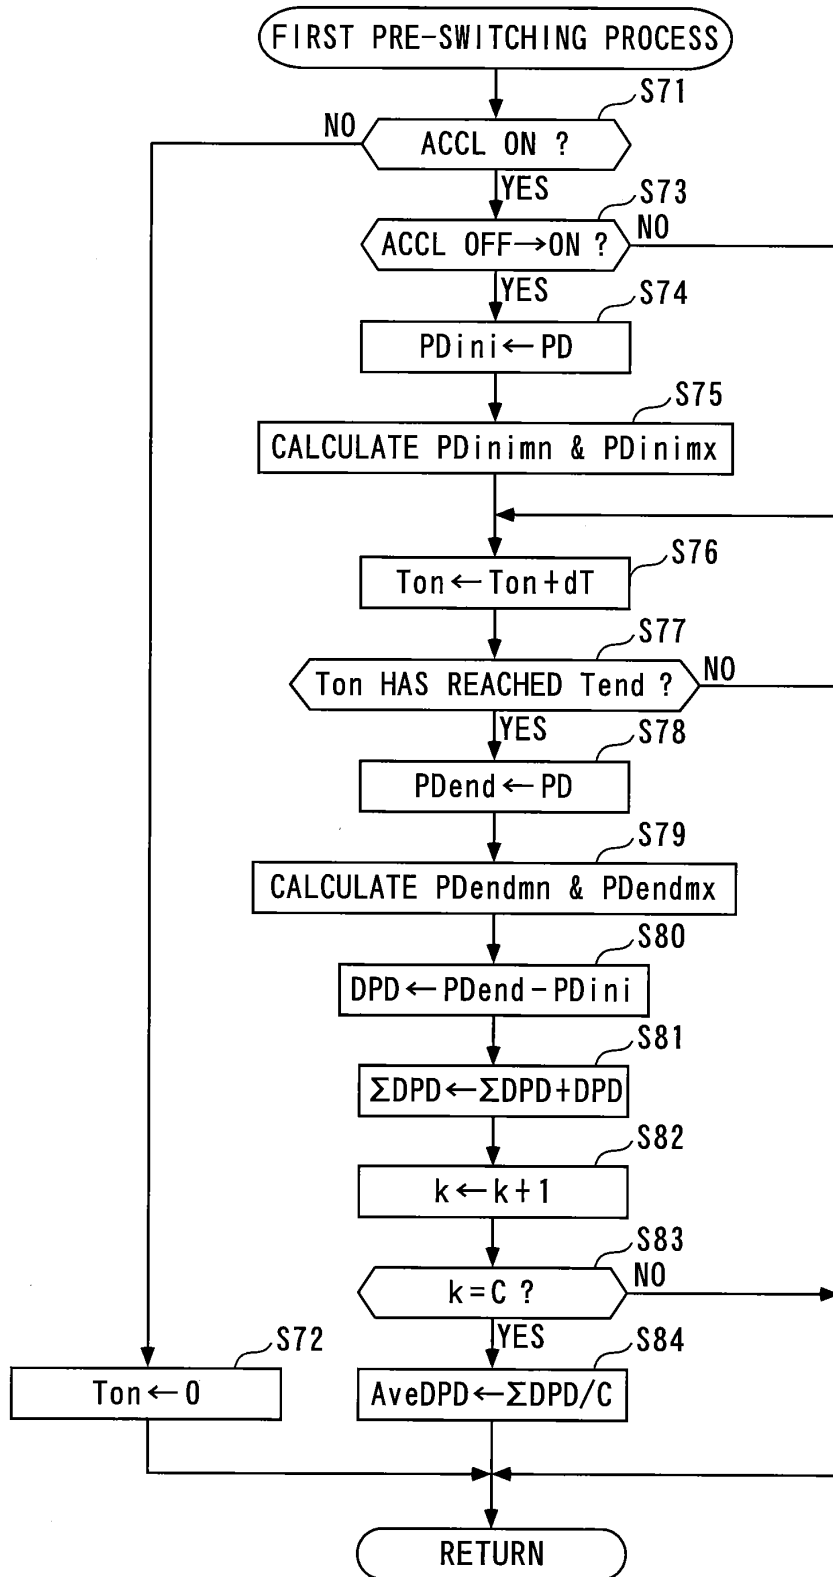 FIRST PRE-SWITCHING PROCESS
S71
NO
ACCL ON ?
YES
S73
ACCL OFF→ON ?
NO
YES
S74
PDini←PD
S75
CALCULATE PDinimn & PDinimx
S76
Ton←Ton+dT
S77
Ton HAS REACHED Tend ?
NO
YES
S78
PDend←PD
S79
CALCULATE PDendmn & PDendmx
S80
DPD←PDend-PDini
S81
ΣDPD←ΣDPD+DPD
S82
k←k+1
S83
k=C ?
NO
YES
S72
S84
Ton←0
AveDPD←ΣDPD/C
RETURN